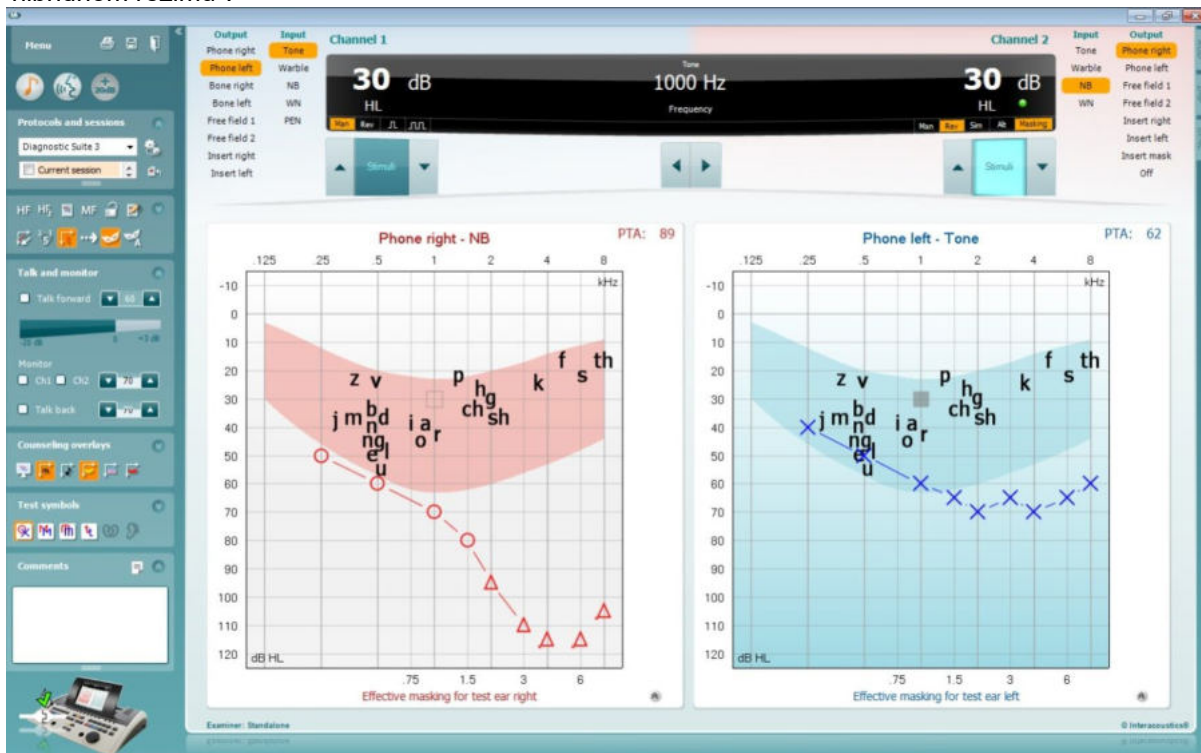 Menu
Output Input Channel 1 Channel 2 Input Output
Phone right Tone Tone Phone right
Phone left Warble Warble Phone left
Bone right NB NB Free field 1
Bone left WN WN Free field 2
Free field 1 PEN Insert right
Free field 2 Insert left
Insert right Insert mask
Insert left Off
Tone
30 dB 1000 Hz 30 dB
HL Frequency HL
Man Rev Man Rev Sim Alt Masking
Stimuli Stimuli
Protocols and sessions
Diagnostic Suite 3
Current session
HF MF
Talk and monitor
Talk forward 60
-20 dB 0 +3 dB
Monitor
Ch1 Ch2 70
Talk back 70
Counseling overlays
Test symbols
Comments
Phone right - NB PTA: 89
.125 .25 .5 1 2 4 8
kHz
-10
0
10
20
30
40
50
60
70
80
90
100
110
120
z v p h g k f s th
j m b d n ng e l u i a o r ch sh
dB HL
.75 1.5 3 6
Effective masking for test ear right
Phone left - Tone PTA: 62
.125 .25 .5 1 2 4 8
kHz
-10
0
10
20
30
40
50
60
70
80
90
100
110
120
z v p h g k f s th
j m b d n ng e l u i a o r ch sh
dB HL
.75 1.5 3 6
Effective masking for test ear left
Examiner: Standalone © Interacoustics®